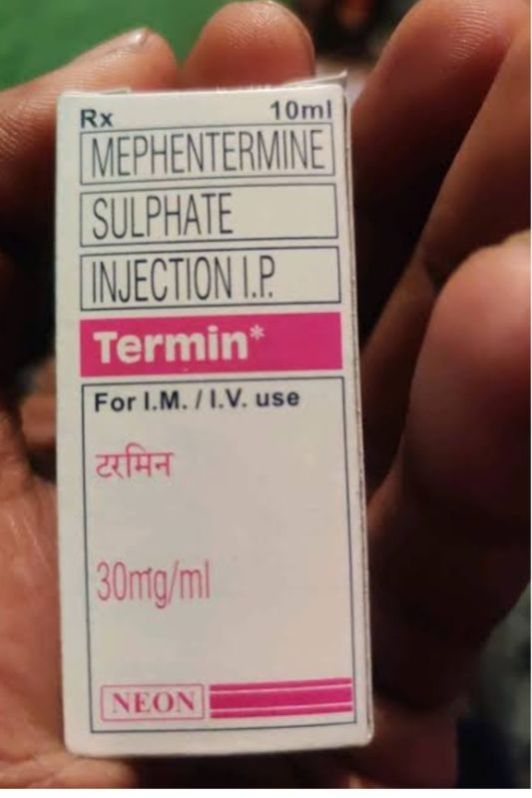 Rx 10ml
MEPHENTERMINE
SULPHATE
INJECTION I.P.
Termin*
For I.M. / I.V. use
टरमिन
30mg/ml
NEON